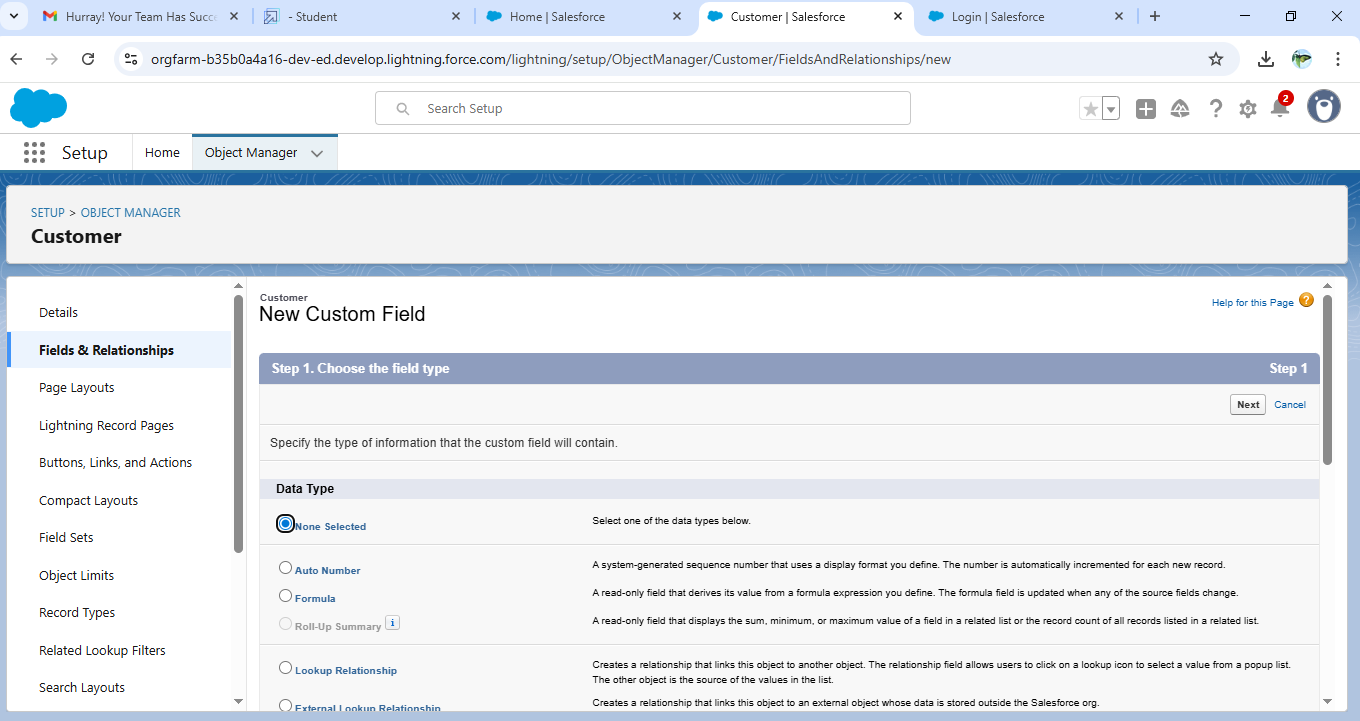 Hurray! Your Team Has Succe
- Student
Home | Salesforce
Customer | Salesforce
Login | Salesforce
orgfarm-b35b0a4a16-dev-ed.develop.lightning.force.com/lightning/setup/ObjectManager/Customer/FieldsAndRelationships/new
Search Setup
2
Setup
Home
Object Manager
SETUP > OBJECT MANAGER
Customer
Details
Fields & Relationships
Page Layouts
Lightning Record Pages
Buttons, Links, and Actions
Compact Layouts
Field Sets
Object Limits
Record Types
Related Lookup Filters
Search Layouts
Customer
New Custom Field
Help for this Page ?
Step 1. Choose the field type
Step 1
Next
Cancel
Specify the type of information that the custom field will contain.
Data Type
None Selected
Select one of the data types below.
Auto Number
A system-generated sequence number that uses a display format you define. The number is automatically incremented for each new record.
Formula
A read-only field that derives its value from a formula expression you define. The formula field is updated when any of the source fields change.
Roll-Up Summary i
A read-only field that displays the sum, minimum, or maximum value of a field in a related list or the record count of all records listed in a related list.
Lookup Relationship
Creates a relationship that links this object to another object. The relationship field allows users to click on a lookup icon to select a value from a popup list.
The other object is the source of the values in the list.
External Lookup Relationship
Creates a relationship that links this object to an external object whose data is stored outside the Salesforce org.